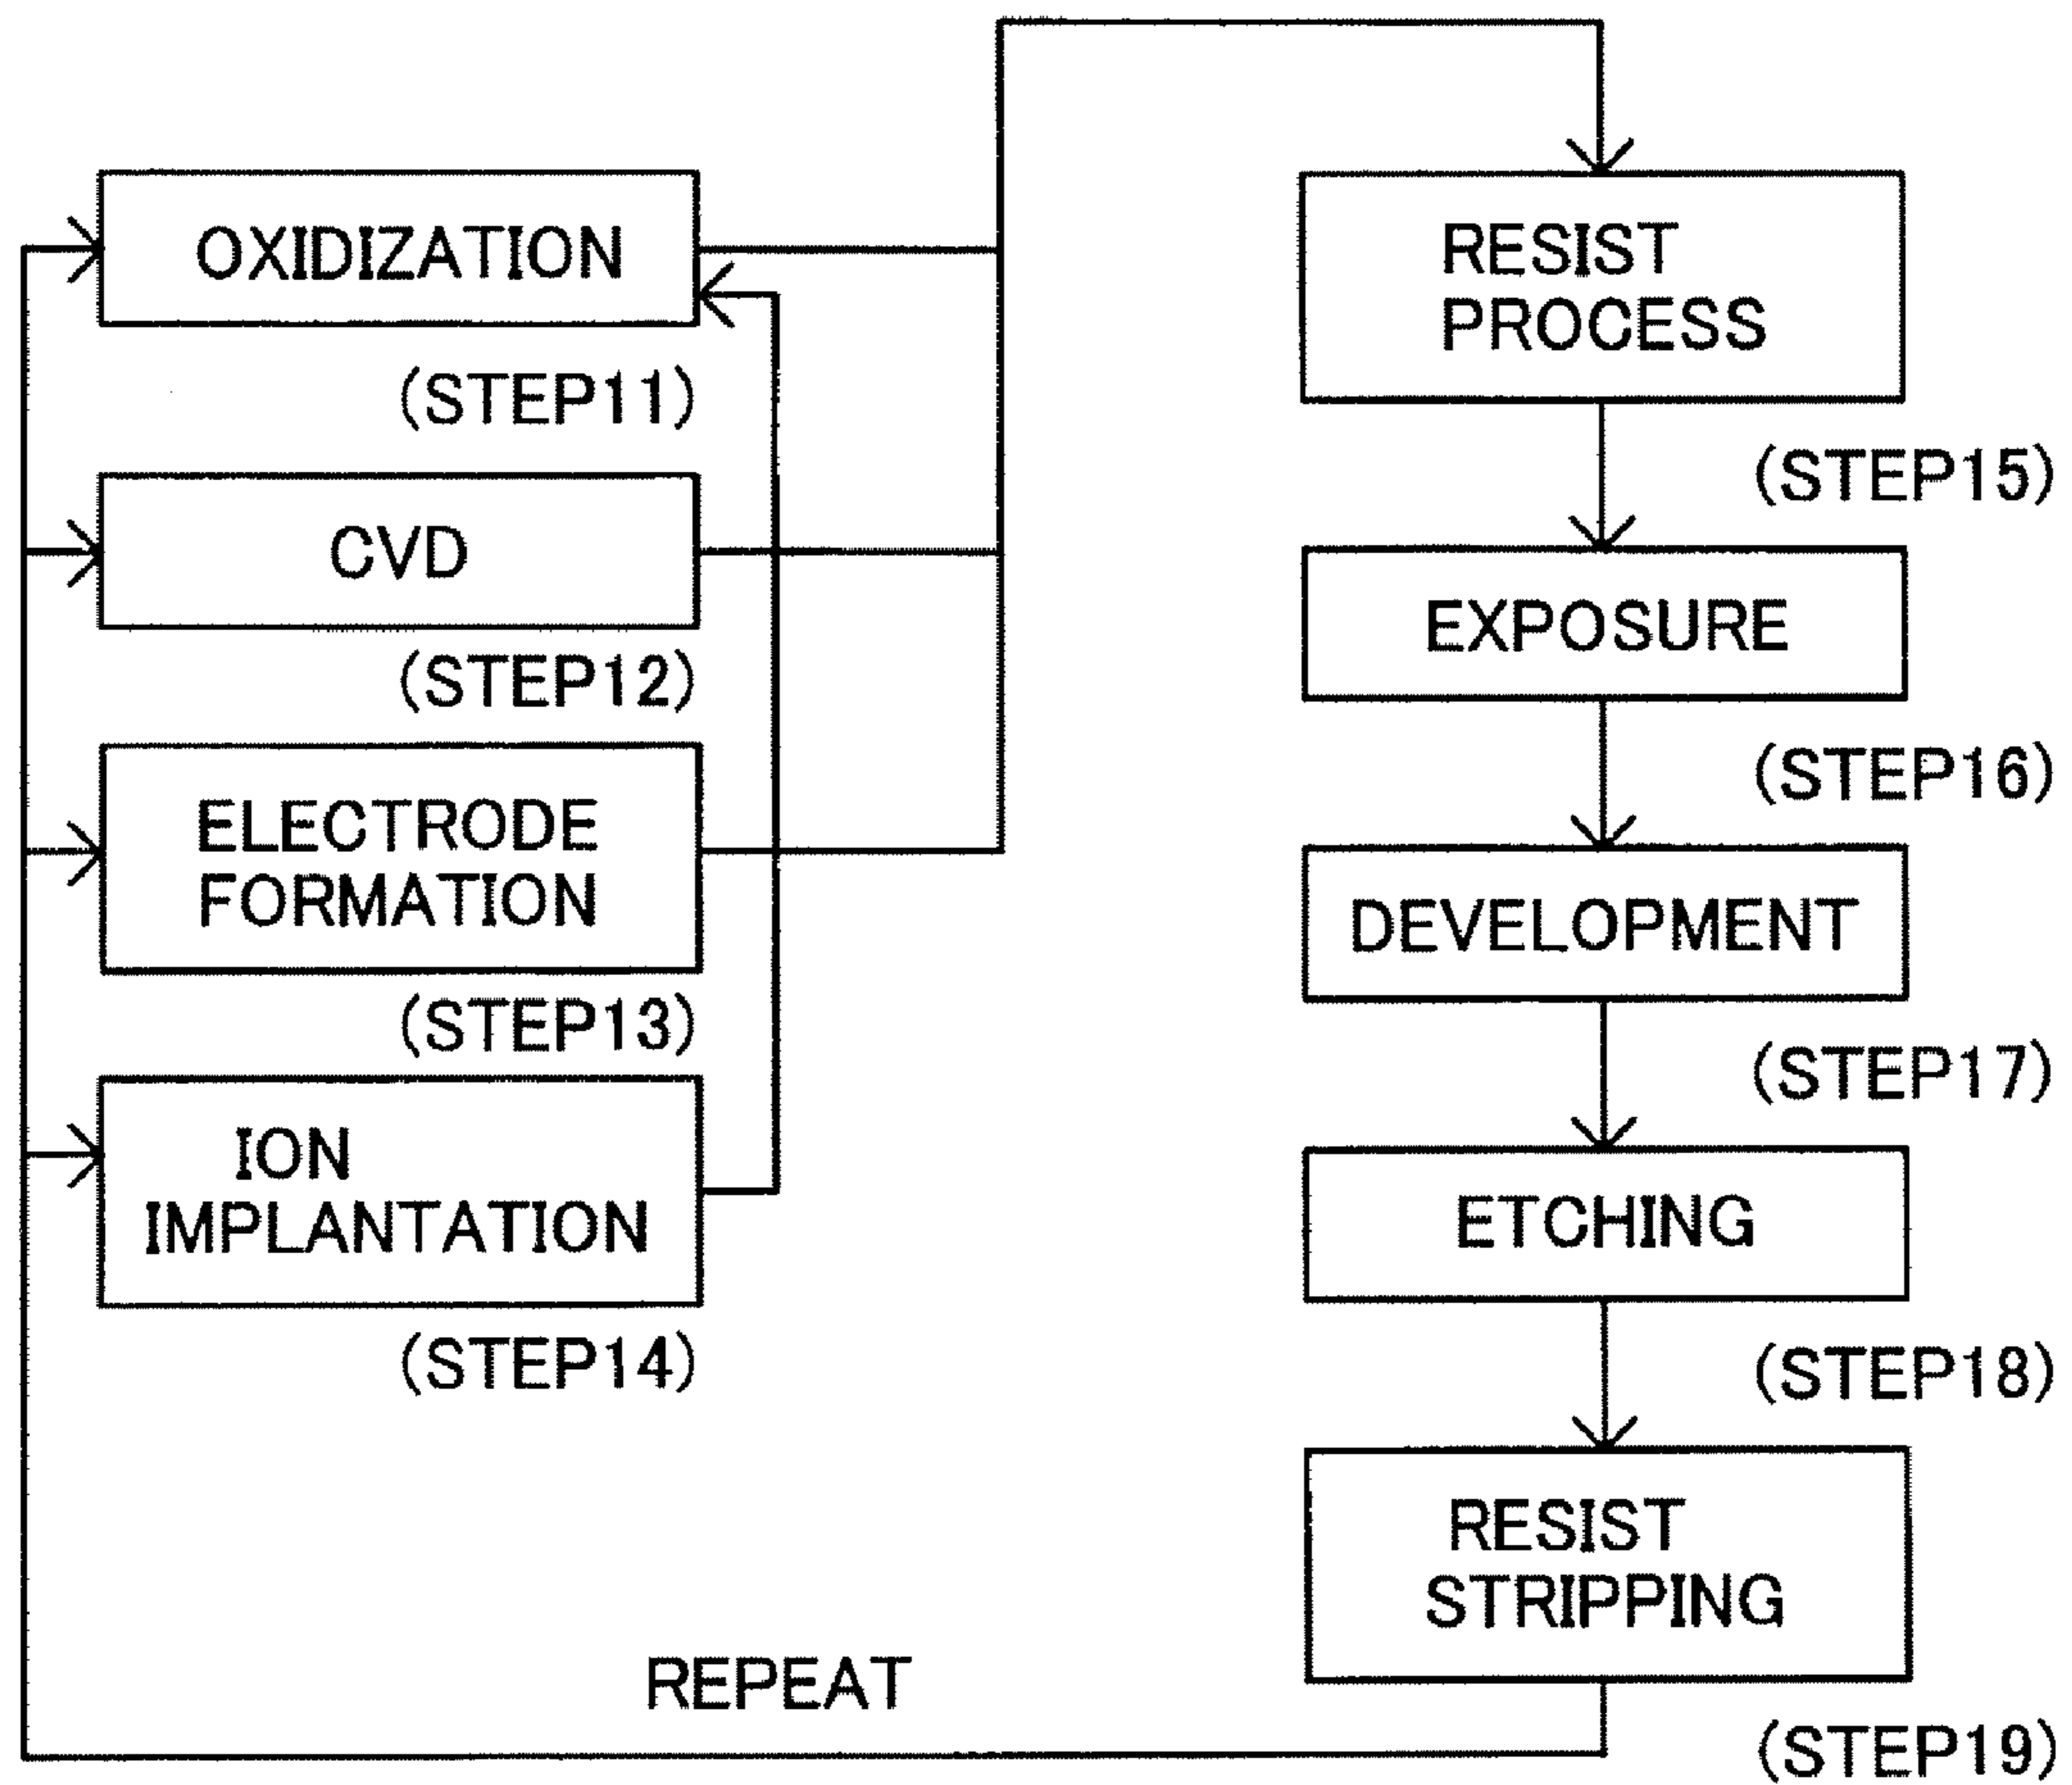 OXIDIZATION
(STEP11)
CVD
(STEP12)
ELECTRODE
FORMATION
(STEP13)
ION
IMPLANTATION
(STEP14)
RESIST
PROCESS
(STEP15)
EXPOSURE
(STEP16)
DEVELOPMENT
(STEP17)
ETCHING
(STEP18)
RESIST
STRIPPING
(STEP19)
REPEAT